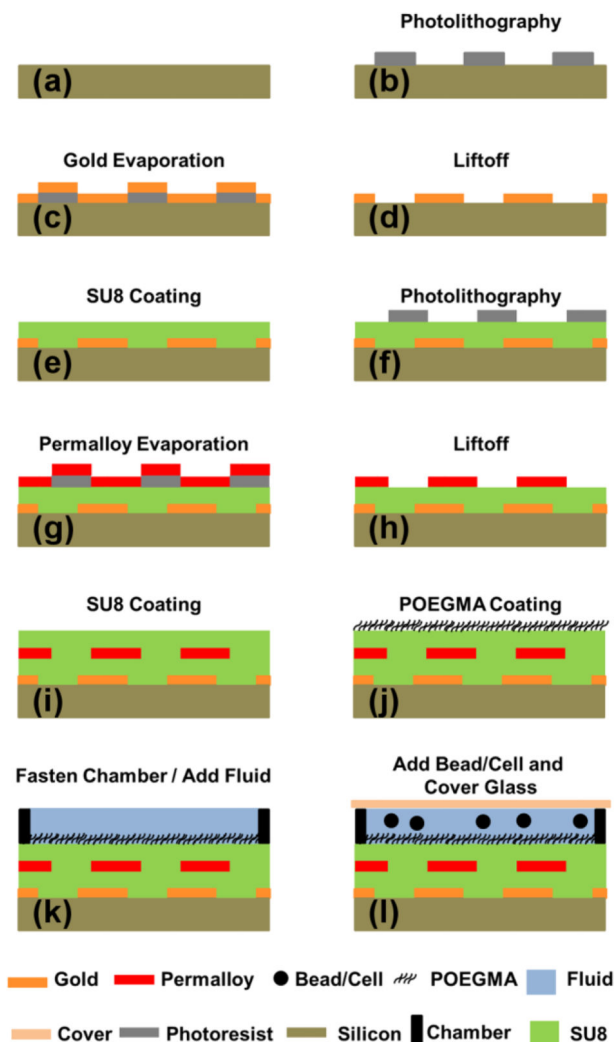 Photolithography
(a)
(b)
Gold Evaporation
Liftoff
(c)
(d)
SU8 Coating
Photolithography
(e)
(f)
Permalloy Evaporation
Liftoff
(g)
(h)
SU8 Coating
POEGMA Coating
(i)
(j)
Fasten Chamber / Add Fluid
Add Bead/Cell and
Cover Glass
(k)
(l)
Gold
Permalloy
Bead/Cell
POEGMA
Fluid
Cover
Photoresist
Silicon
Chamber
SU8